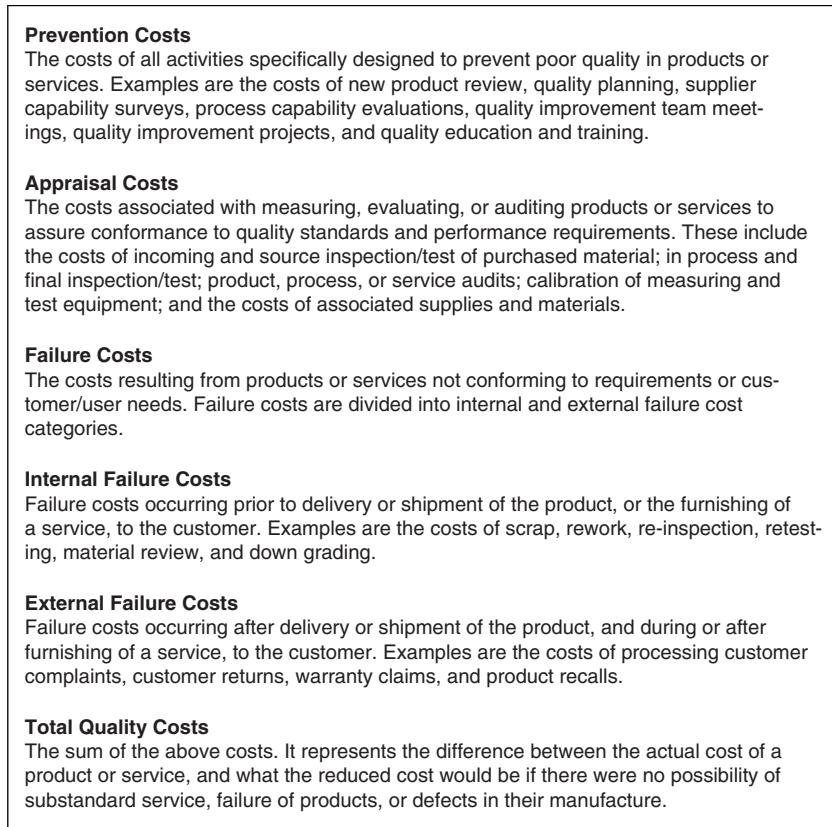 Prevention Costs
The costs of all activities specifically designed to prevent poor quality in products or
services. Examples are the costs of new product review, quality planning, supplier
capability surveys, process capability evaluations, quality improvement team meet-
ings, quality improvement projects, and quality education and training.
Appraisal Costs
The costs associated with measuring, evaluating, or auditing products or services to
assure conformance to quality standards and performance requirements. These include
the costs of incoming and source inspection/test of purchased material; in process and
final inspection/test; product, process, or service audits; calibration of measuring and
test equipment; and the costs of associated supplies and materials.
Failure Costs
The costs resulting from products or services not conforming to requirements or cus-
tomer/user needs. Failure costs are divided into internal and external failure cost
categories.
Internal Failure Costs
Failure costs occurring prior to delivery or shipment of the product, or the furnishing of
a service, to the customer. Examples are the costs of scrap, rework, re-inspection, retest-
ing, material review, and down grading.
External Failure Costs
Failure costs occurring after delivery or shipment of the product, and during or after
furnishing of a service, to the customer. Examples are the costs of processing customer
complaints, customer returns, warranty claims, and product recalls.
Total Quality Costs
The sum of the above costs. It represents the difference between the actual cost of a
product or service, and what the reduced cost would be if there were no possibility of
substandard service, failure of products, or defects in their manufacture.